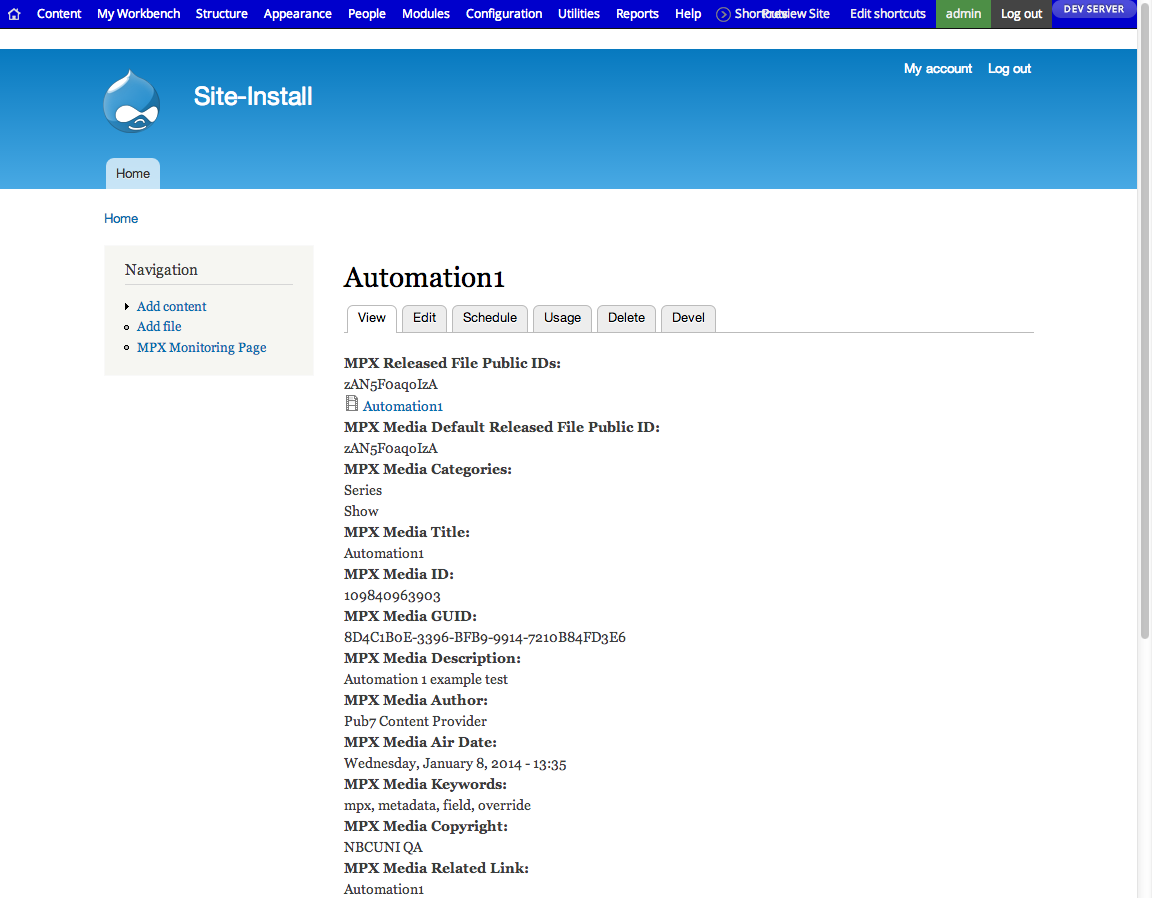 Content My Workbench Structure Appearance People Modules Configuration Utilities Reports Help Shortcuts Preview Site Edit shortcuts admin Log out DEV SERVER
My account Log out
Site-Install
Home
Home
Navigation
Add content
Add file
MPX Monitoring Page
Automation1
View Edit Schedule Usage Delete Devel
MPX Released File Public IDs:
zAN5F0aqoIzA
Automation1
MPX Media Default Released File Public ID:
zAN5F0aqoIzA
MPX Media Categories:
Series
Show
MPX Media Title:
Automation1
MPX Media ID:
109840963903
MPX Media GUID:
8D4C1B0E-3396-BFB9-9914-7210B84FD3E6
MPX Media Description:
Automation 1 example test
MPX Media Author:
Pub7 Content Provider
MPX Media Air Date:
Wednesday, January 8, 2014 - 13:35
MPX Media Keywords:
mpx, metadata, field, override
MPX Media Copyright:
NBCUNI QA
MPX Media Related Link:
Automation1